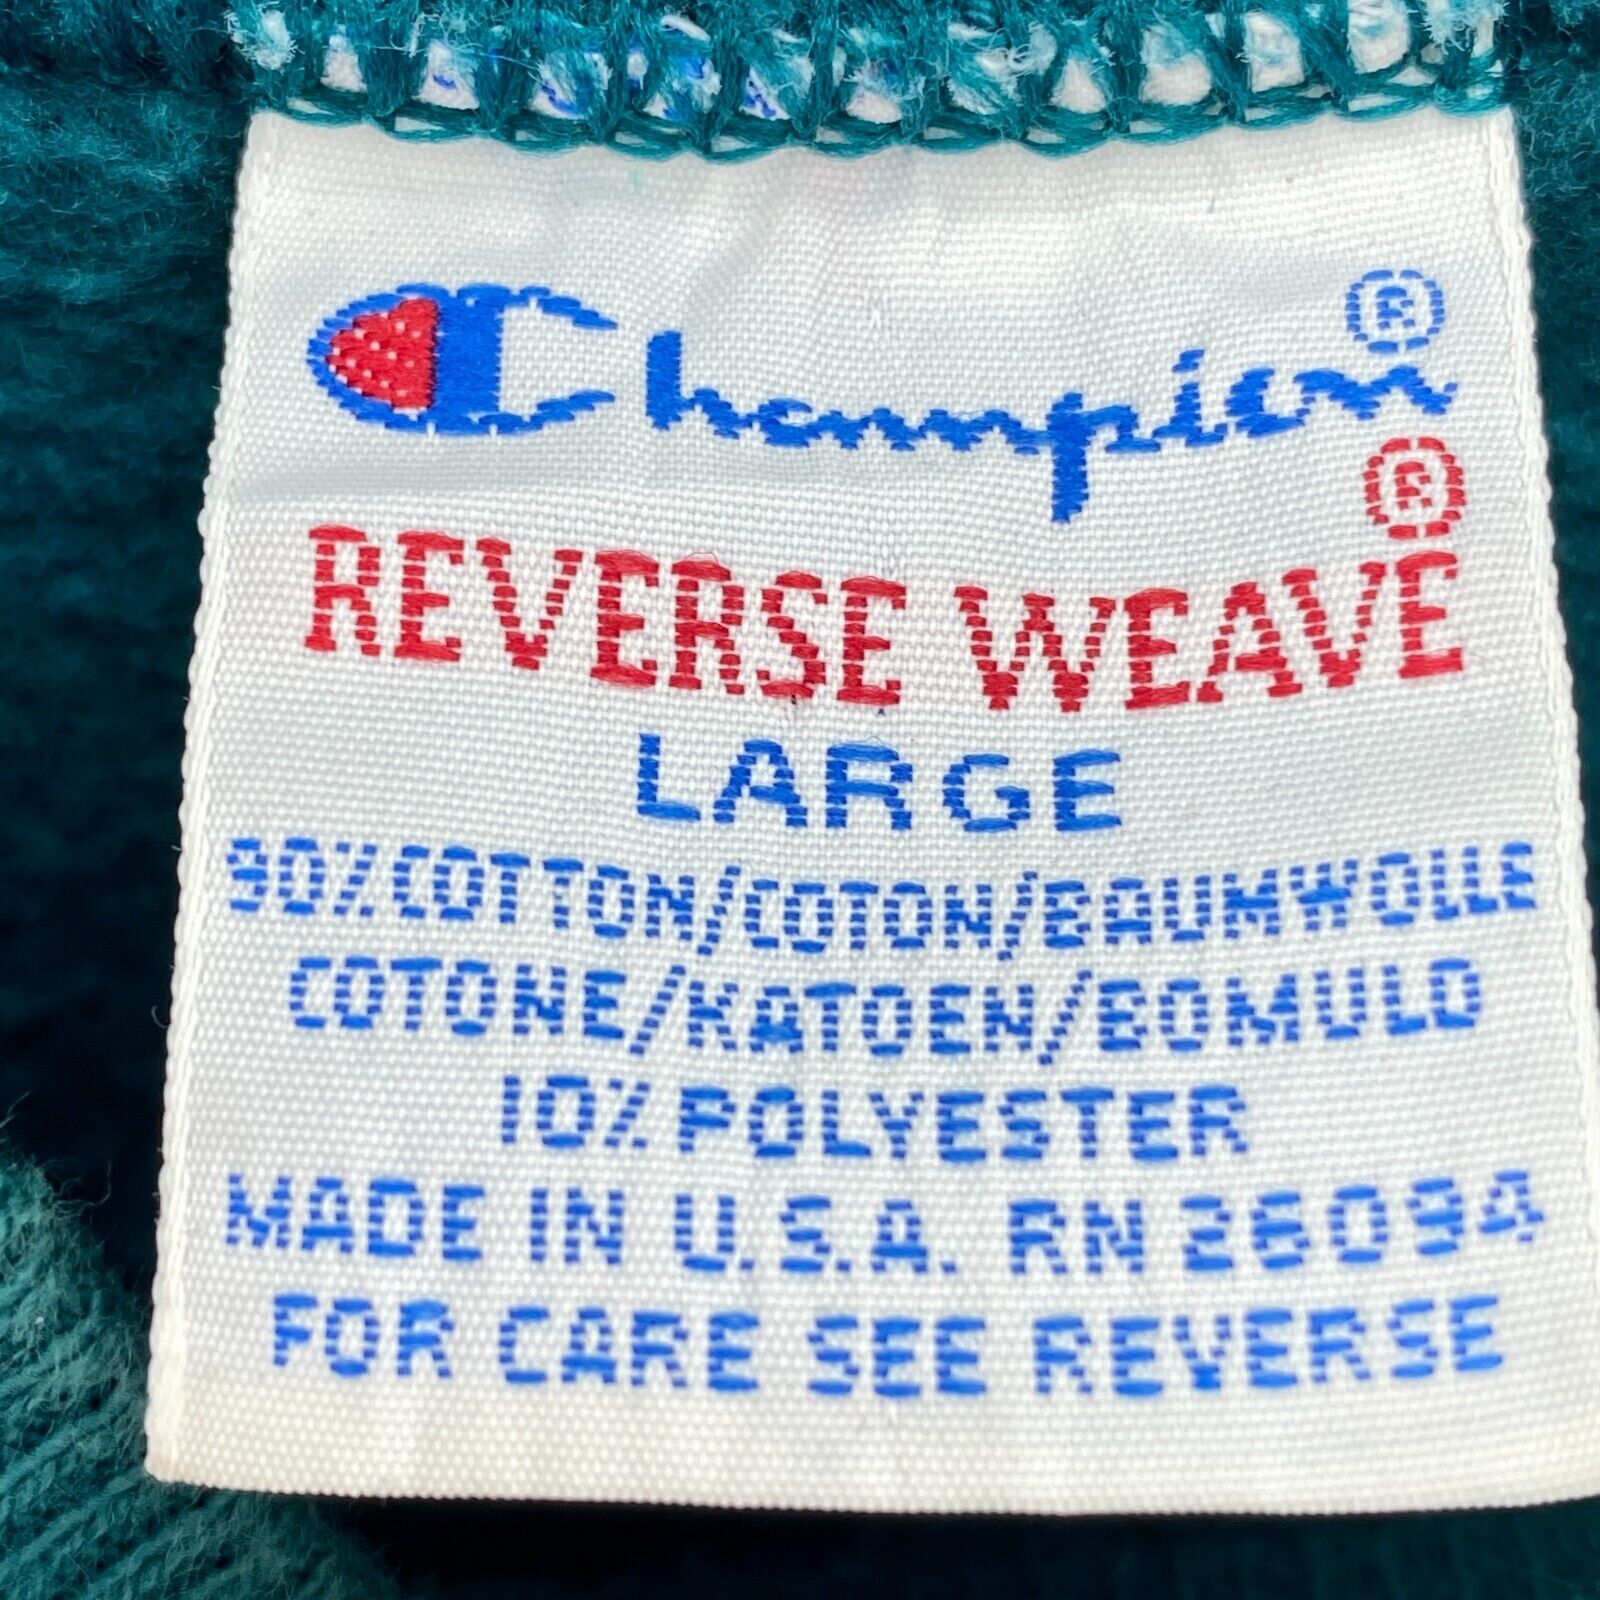 Champion®
REVERSE WEAVE®
LARGE
90% COTTON/COTON/BAUMWOLLE
COTONE/KATOEN/BOMULD
10% POLYESTER
MADE IN U.S.A. RN 26094
FOR CARE SEE REVERSE